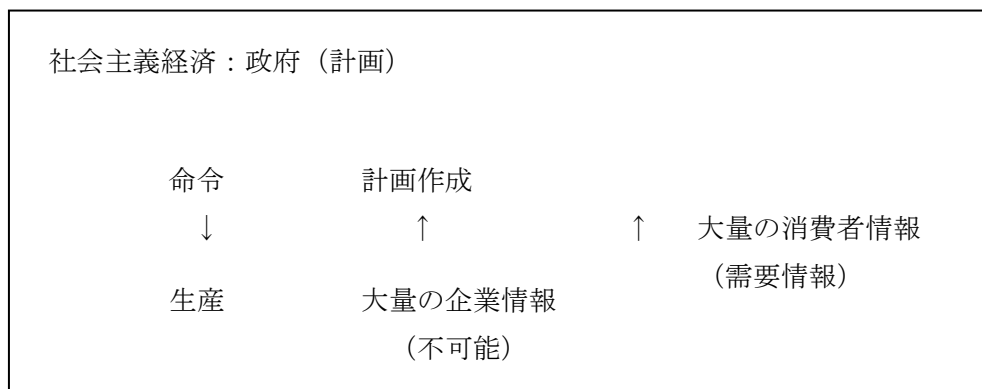 社会主義経済：政府（計画）
命令 計画作成
↓ ↑ ↑ 大量の消費者情報
（需要情報）
生産 大量の企業情報
（不可能）